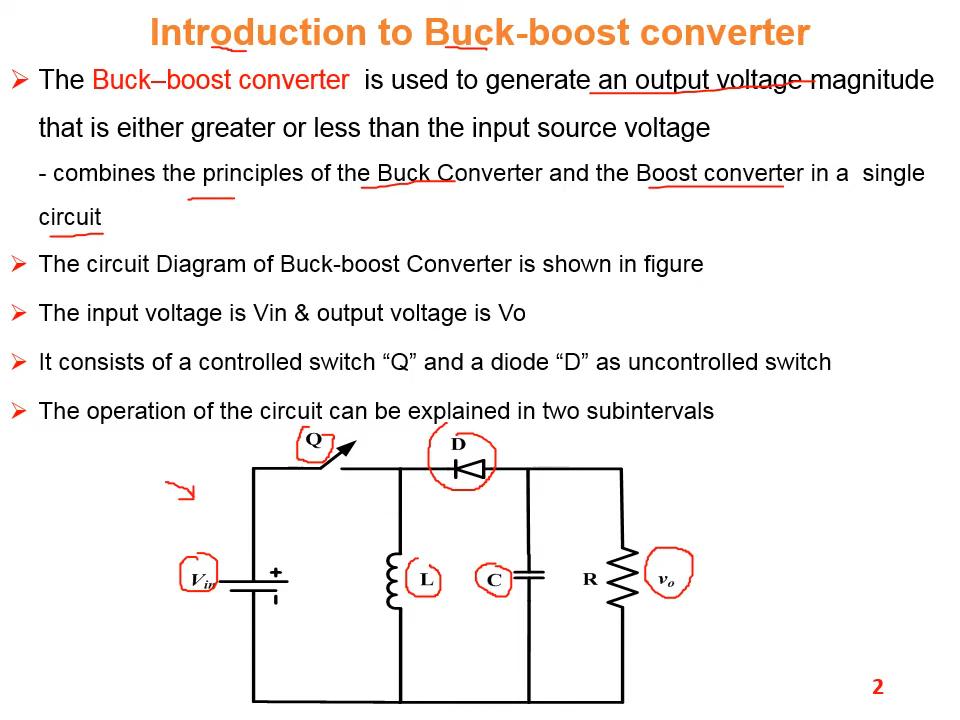 Introduction to Buck-boost converter
➢ The Buck–boost converter is used to generate an output voltage magnitude
that is either greater or less than the input source voltage
- combines the principles of the Buck Converter and the Boost converter in a single
circuit
➢ The circuit Diagram of Buck-boost Converter is shown in figure
➢ The input voltage is Vin & output voltage is Vo
➢ It consists of a controlled switch “Q” and a diode “D” as uncontrolled switch
➢ The operation of the circuit can be explained in two subintervals
Q
D
Vin
+
-
L
C
R
vo
2